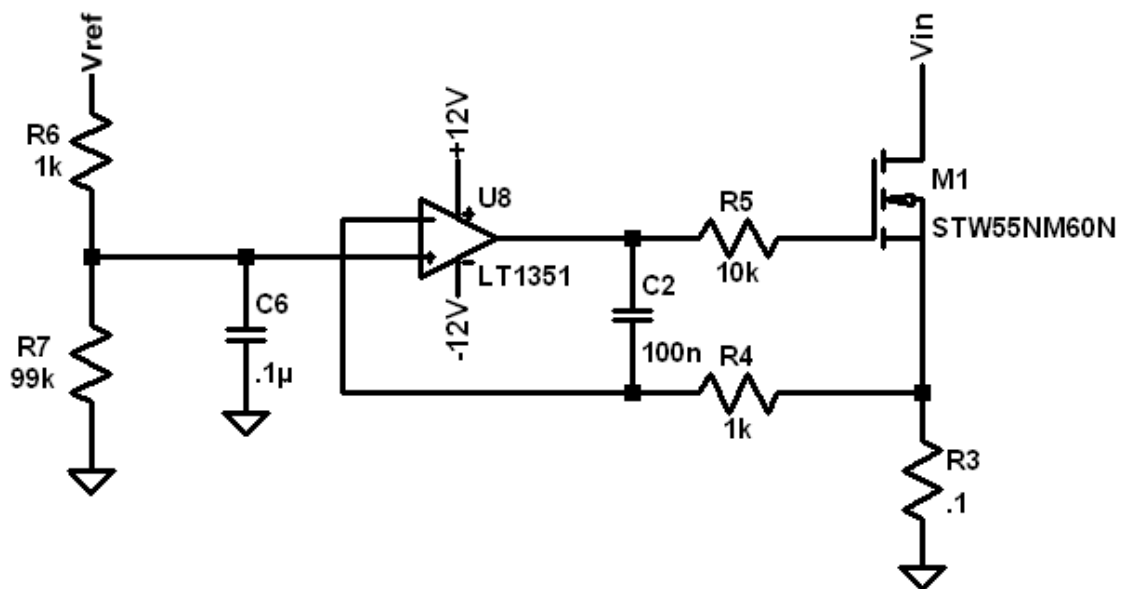 Vref
R6
1k
R7
99k
C6
.1µ
+12V
U8
LT1351
-12V
C2
100n
R5
10k
R4
1k
Vin
M1
STW55NM60N
R3
.1